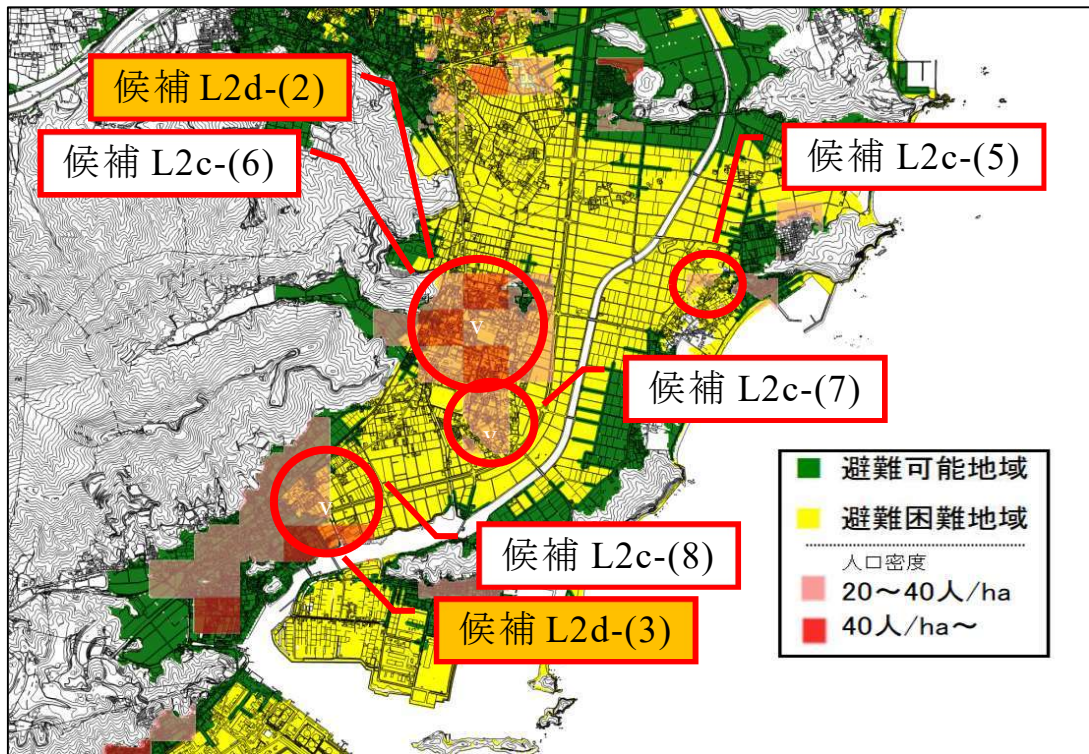 候補 L2d-(2)
候補 L2c-(6)
候補 L2c-(5)
v
候補 L2c-(7)
v
候補 L2c-(8)
候補 L2d-(3)
避難可能地域
避難困難地域
人口密度
20～40人/ha
40人/ha～